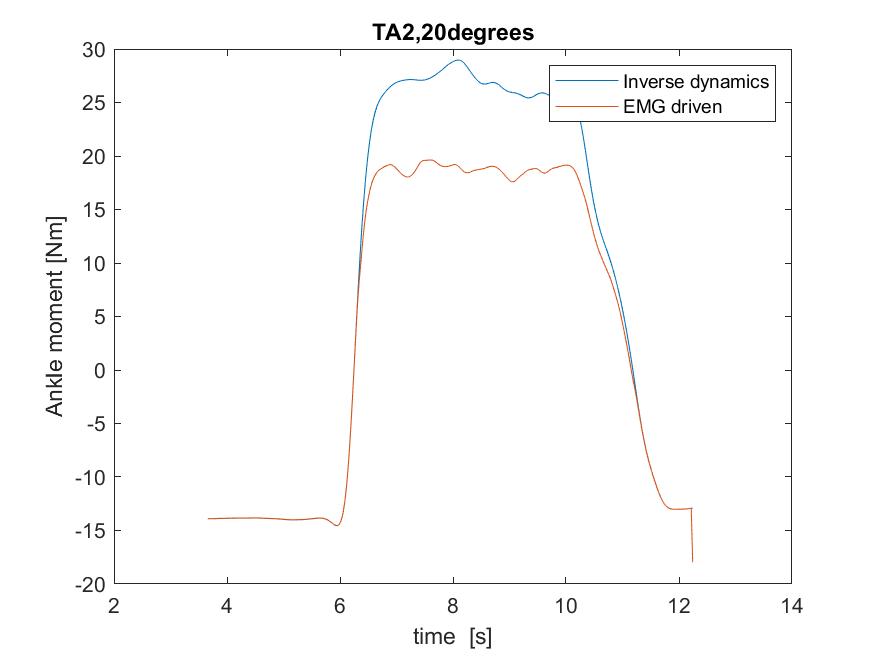 TA2,20degrees
30
25
20
15
10
5
0
-5
-10
-15
-20
Ankle moment [Nm]
Inverse dynamics
EMG driven
2 4 6 8 10 12 14
time [s]